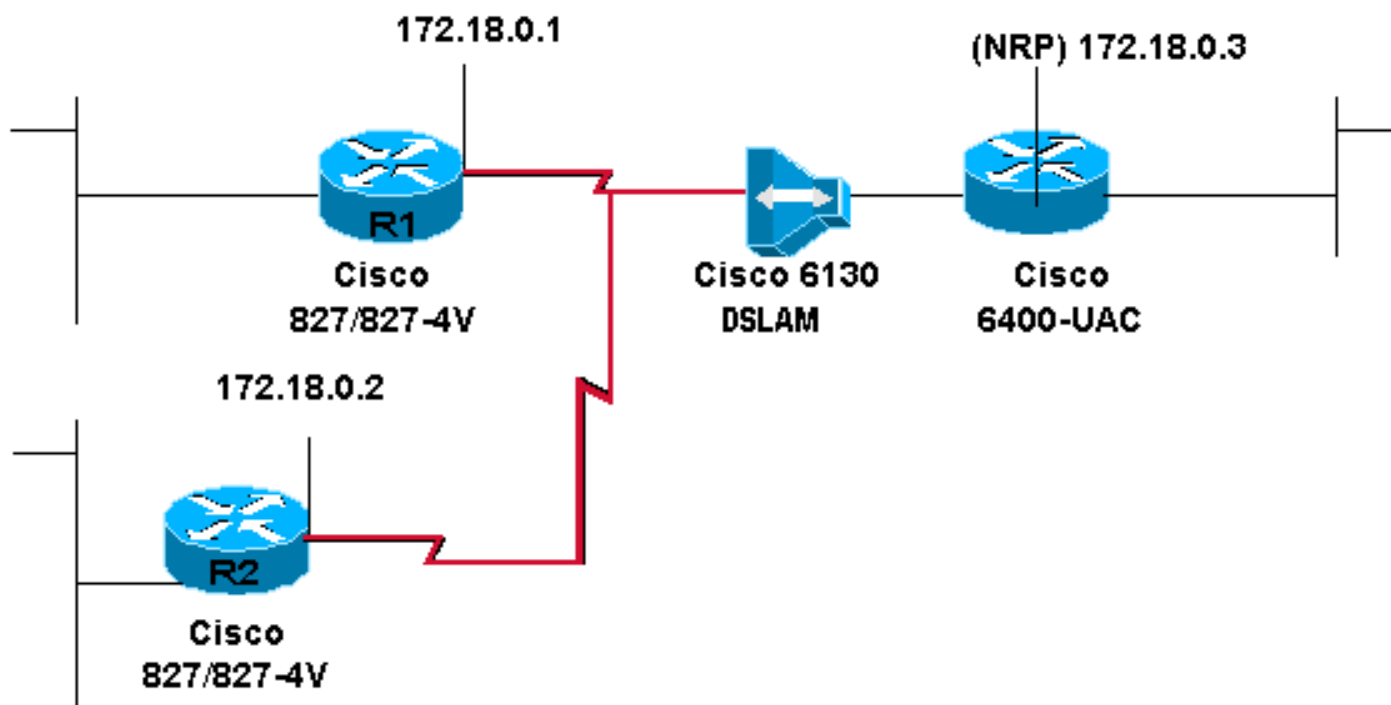 172.18.0.1
(NRP) 172.18.0.3
R1
Cisco
827/827-4V
Cisco 6130
DSLAM
Cisco
6400-UAC
172.18.0.2
R2
Cisco
827/827-4V